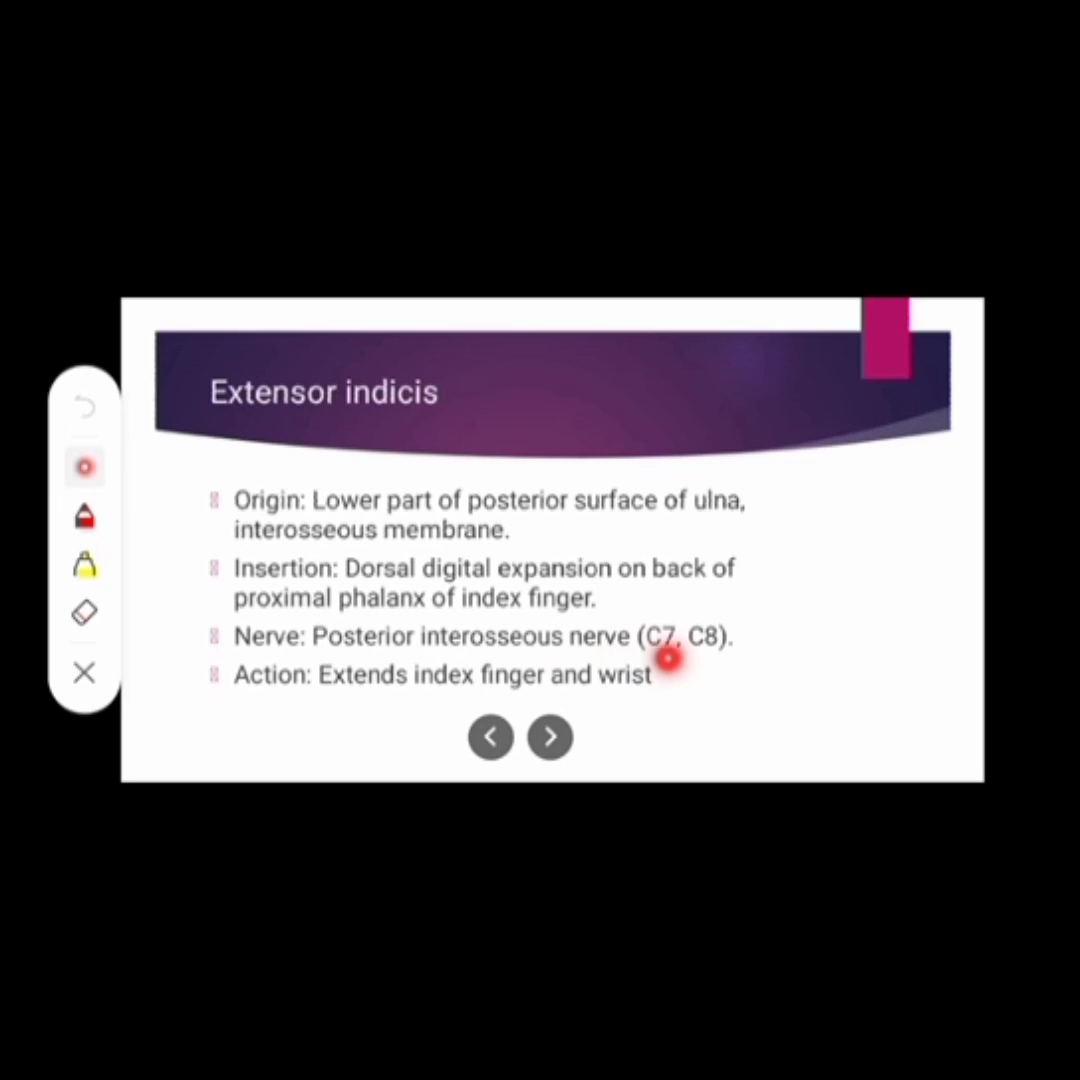 Extensor indicis
Origin: Lower part of posterior surface of ulna,
interosseous membrane.
Insertion: Dorsal digital expansion on back of
proximal phalanx of index finger.
Nerve: Posterior interosseous nerve (C7, C8).
Action: Extends index finger and wrist